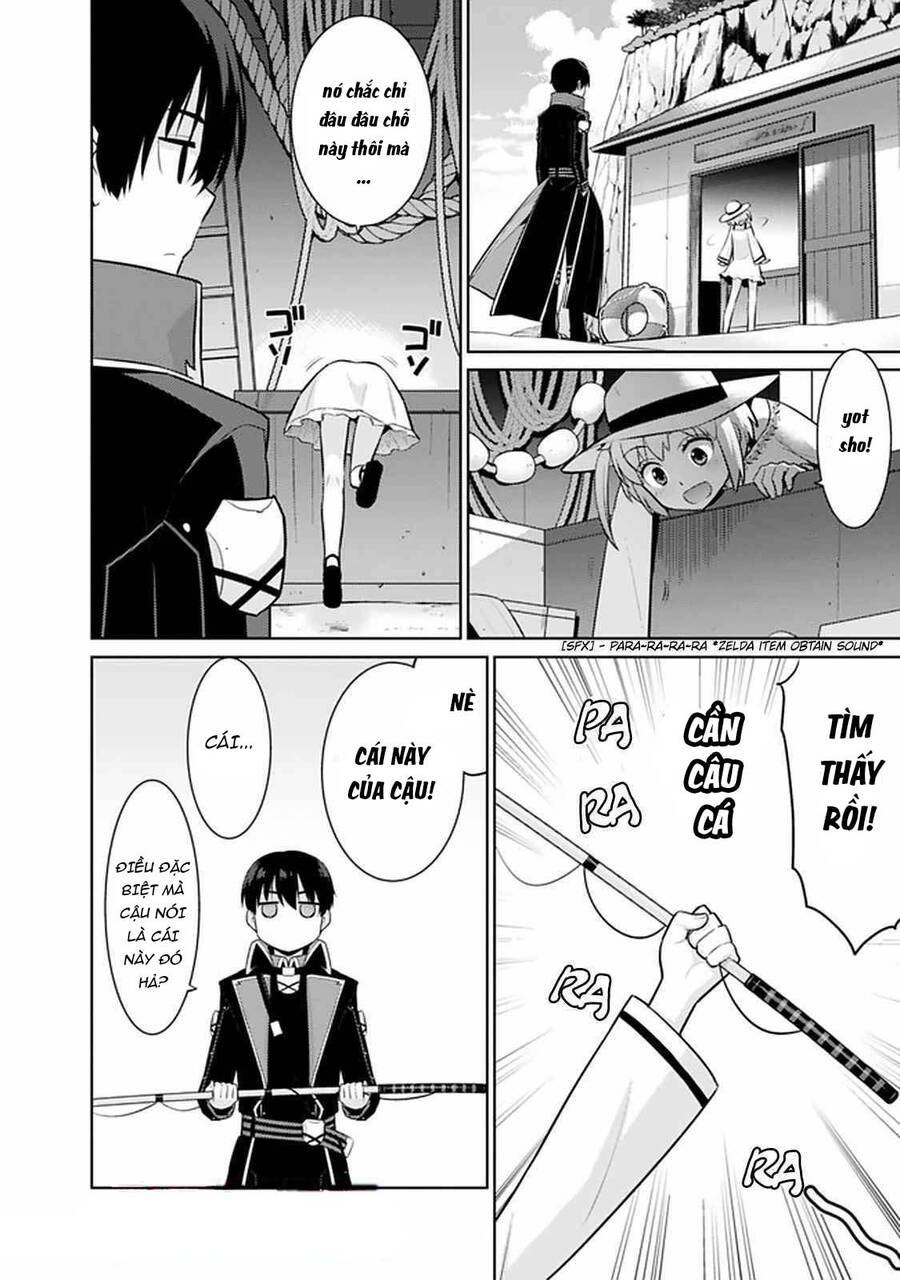 nó chắc chỉ
đâu đâu chỗ
này thôi mà
...
ゴソ
ゴソ
yot
sho!
[SFX] - PARA-RA-RA-RA *ZELDA ITEM OBTAIN SOUND*
TÌM
THẤY
RỒI!
CẦN
CÂU
CÁ
PA
RA
RA
RA
NÈ
CÁI NÀY
CỦA CẬU!
CÁI...
ĐIỀU ĐẶC
BIỆT MÀ
CẬU NÓI
LÀ CÁI
NÀY ĐÓ
HẢ?